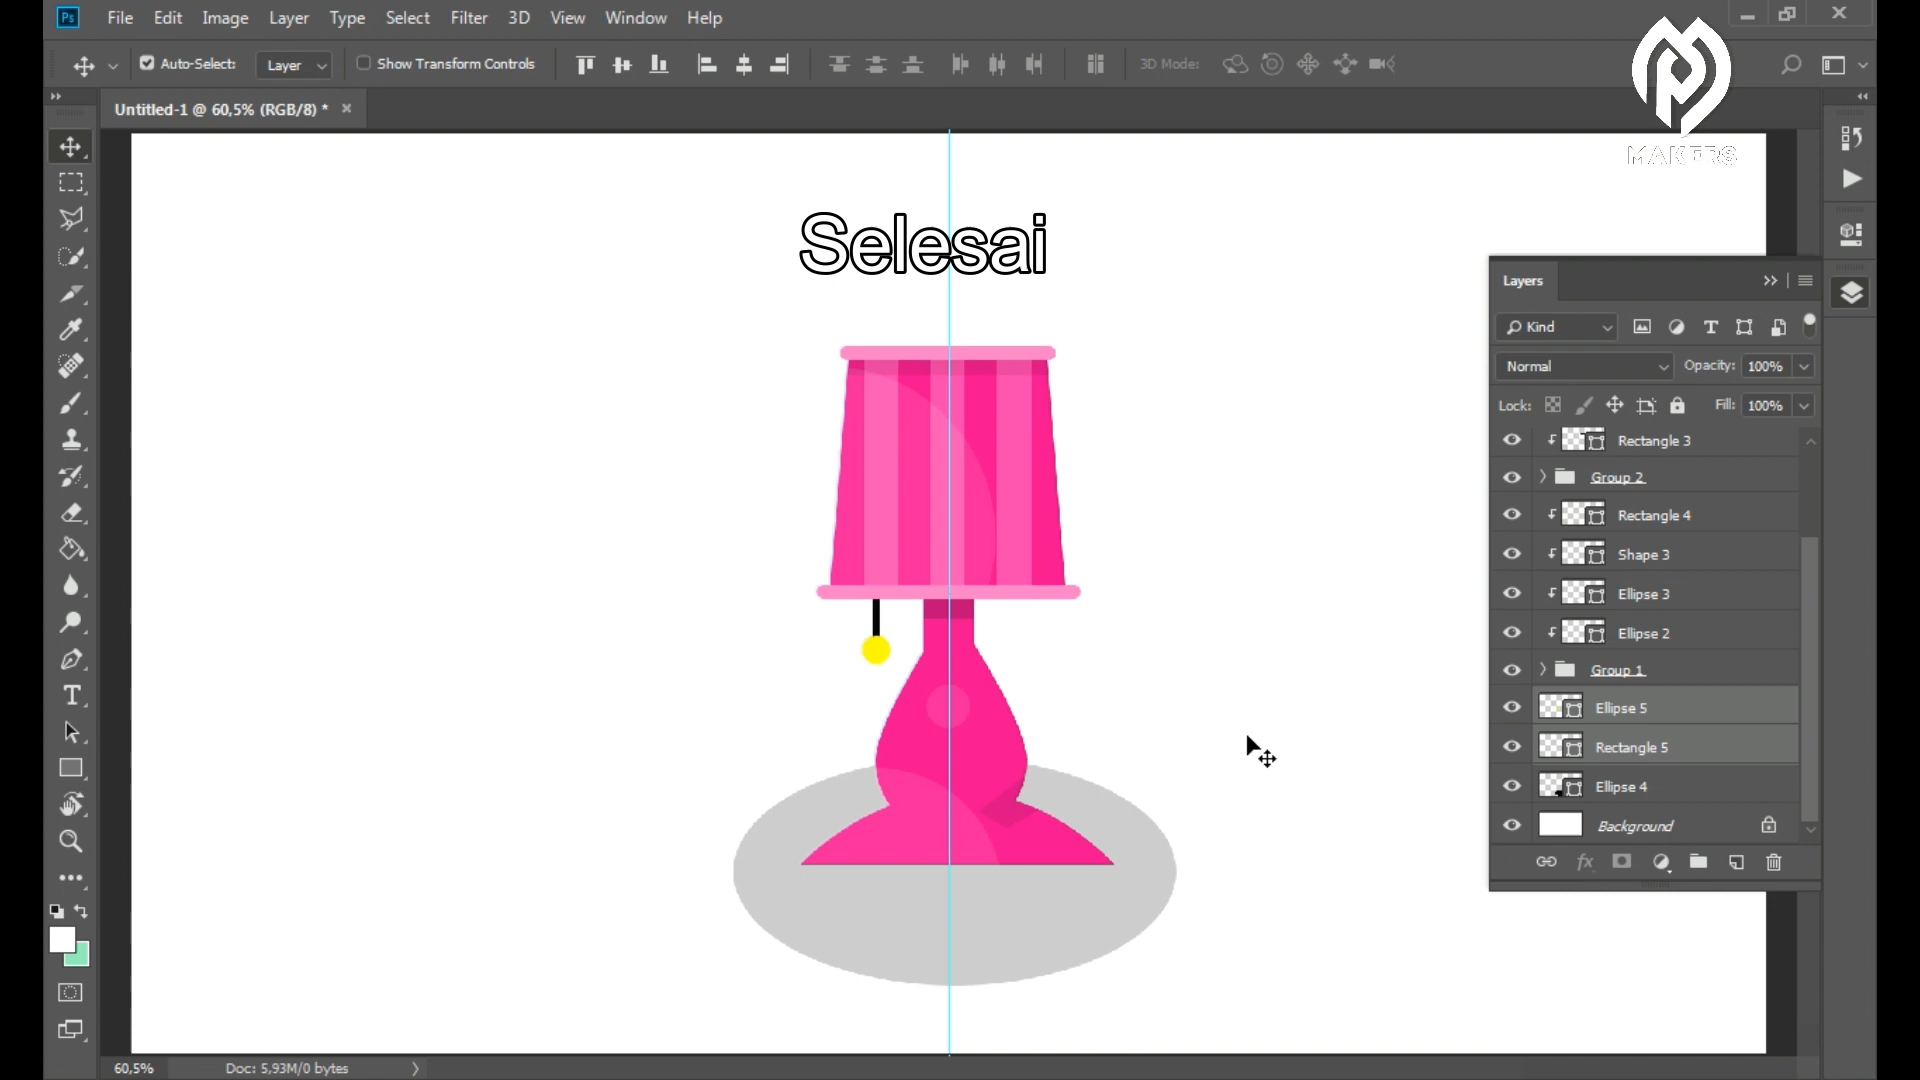 Ps File Edit Image Layer Type Select Filter 3D View Window Help
Auto-Select: Layer Show Transform Controls 3D Mode:
Untitled-1 @ 60,5% (RGB/8) * ×
MAKERS
Selesai
Layers
Kind
Normal Opacity: 100%
Lock: Fill: 100%
Rectangle 3
Group 2
Rectangle 4
Shape 3
Ellipse 3
Ellipse 2
Group 1
Ellipse 5
Rectangle 5
Ellipse 4
Background
60,5% Doc: 5,93M/0 bytes